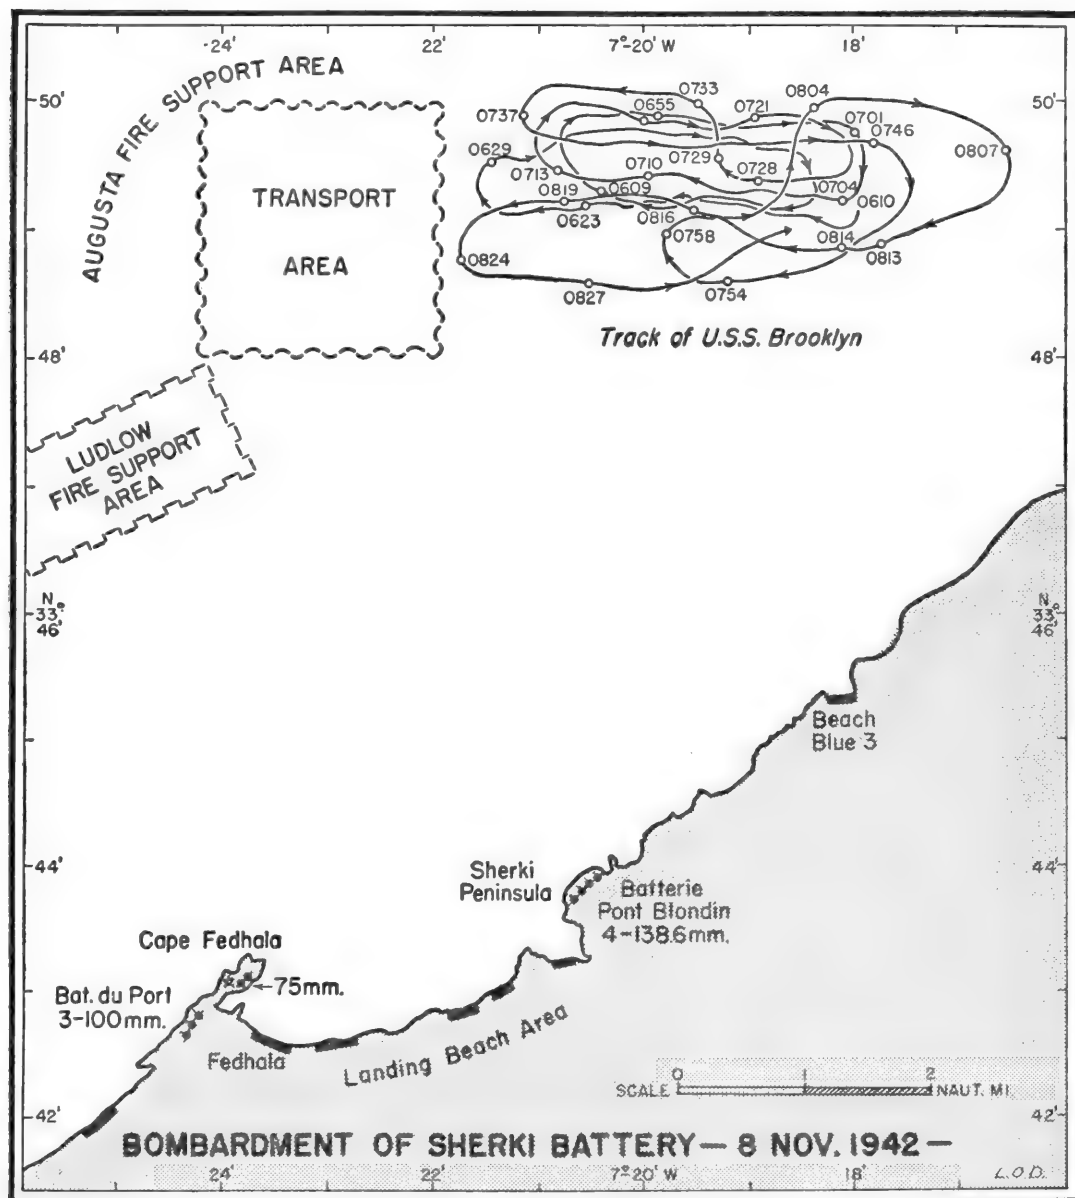 24' 22' 7°-20' W 18'
AUGUSTA FIRE SUPPORT AREA
50' 50'
TRANSPORT
AREA
0733
0804
0655
0721
0701
0737
0746
0629
0729
0728
0807
0713
0710
0704
0819
0609
0610
0623
0816
0758
0814
0813
0824
0827
0754
Track of U.S.S. Brooklyn
48' 48'
LUDLOW
FIRE SUPPORT
AREA
N
33°
46'
N
33°
46'
Beach
Blue 3
44' 44'
Sherki
Peninsula
Batterie
Pont Blondin
4-138.6mm.
Cape Fedhala
75mm.
Bat. du Port
3-100mm.
Fedhala
Landing Beach Area
0 1 2
SCALE NAUT. MI.
42' 42'
BOMBARDMENT OF SHERKI BATTERY — 8 NOV. 1942 —
24' 22' 7°-20' W 18'
L.O.D.